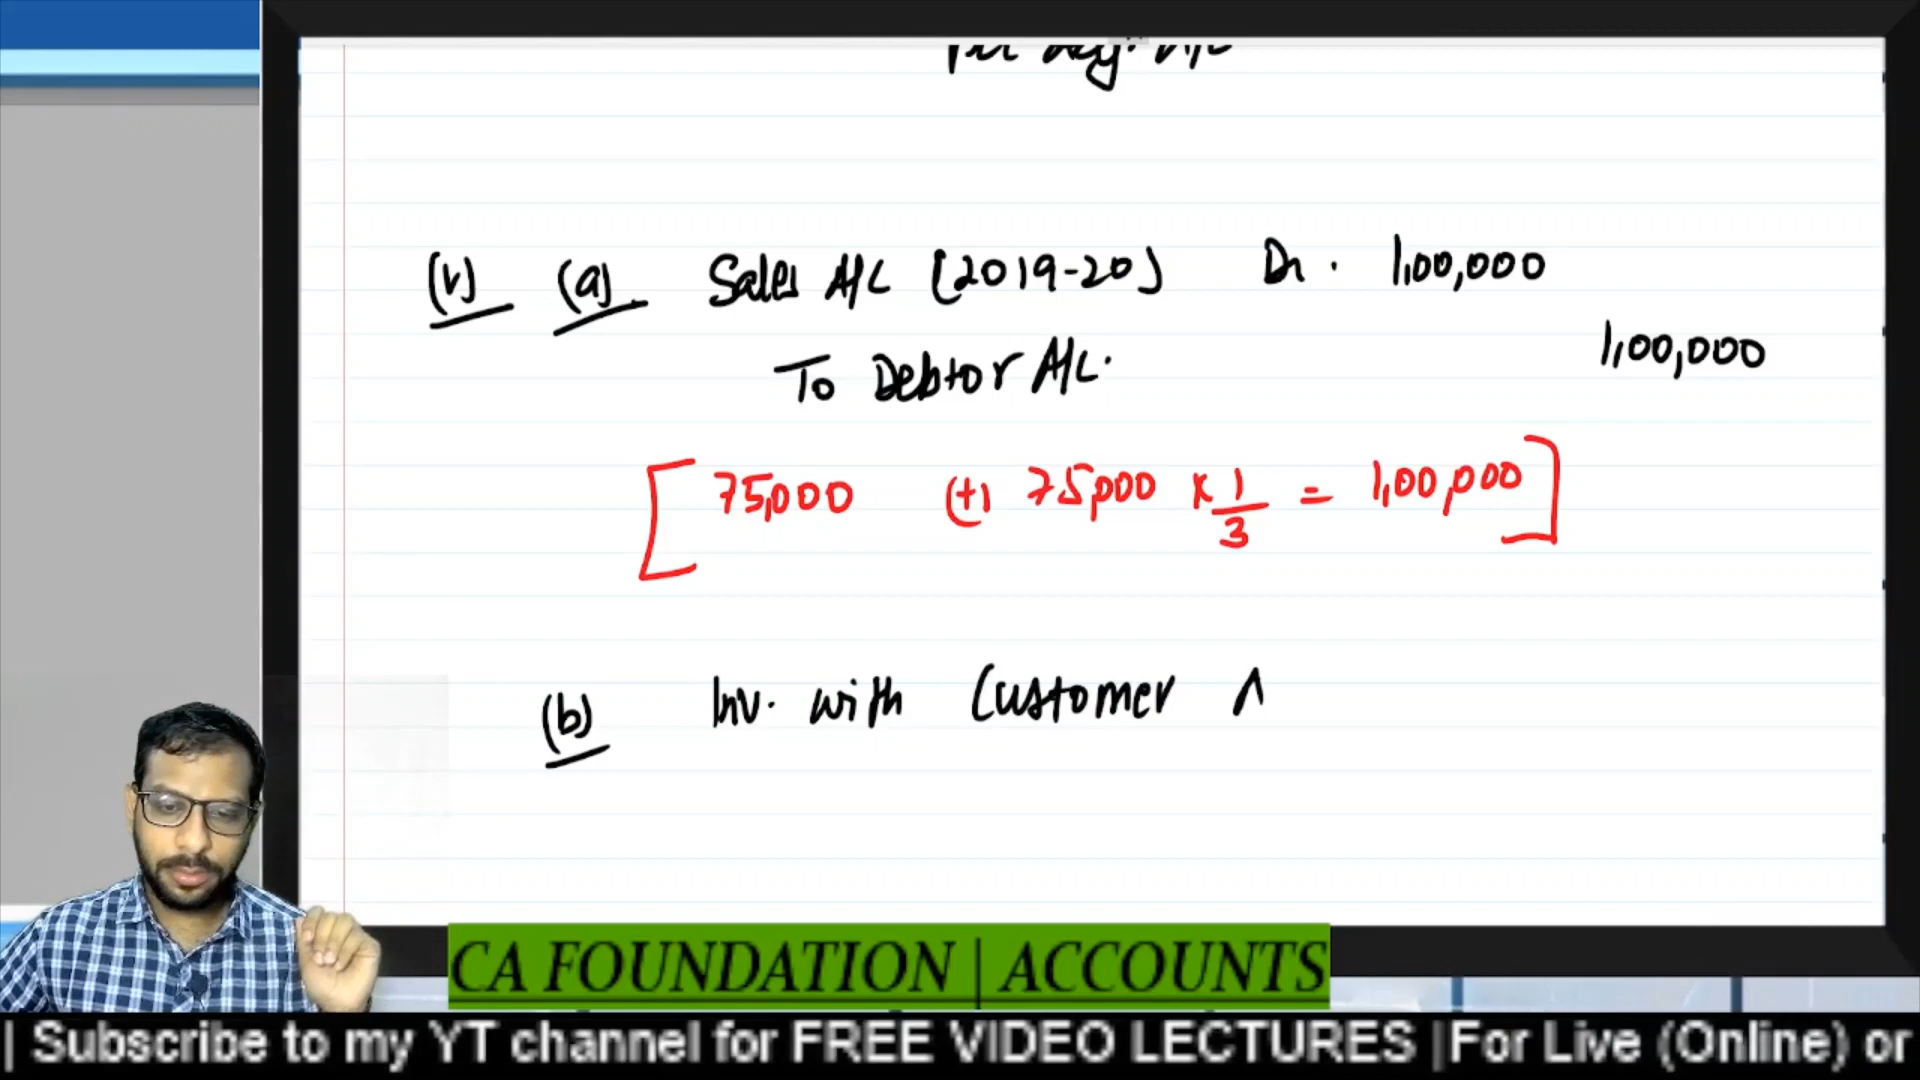 (v) (a) Sales A/c [2019-20] Dr. 1,00,000
To Debtor A/c. 1,00,000
[75,000 (+) 75,000 x 1/3 = 1,00,000]
(b) Inv. with Customer A
CA FOUNDATION | ACCOUNTS
| Subscribe to my YT channel for FREE VIDEO LECTURES |For Live (Online) or